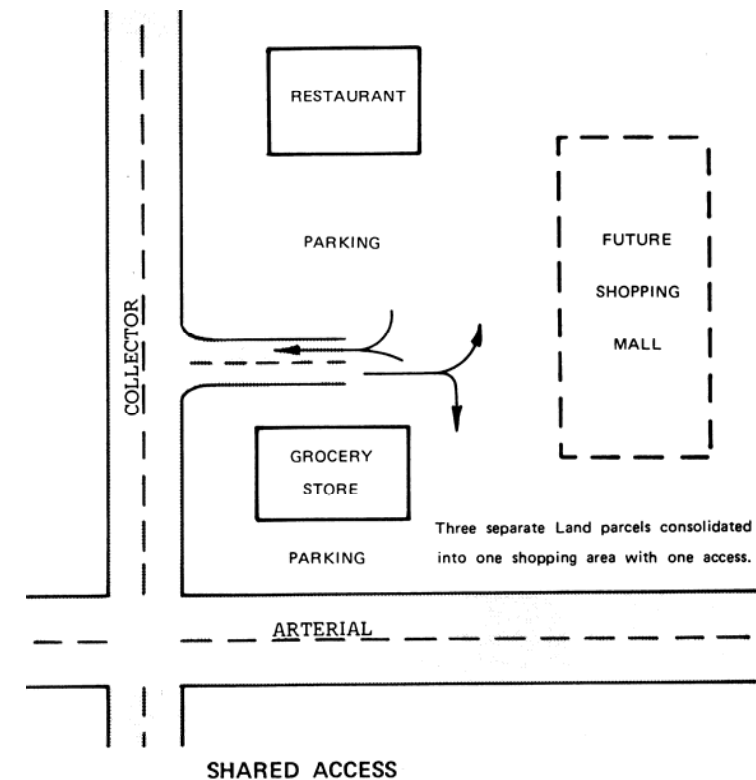 RESTAURANT
PARKING
FUTURE
SHOPPING
MALL
COLLECTOR
GROCERY
STORE
Three separate Land parcels consolidated
into one shopping area with one access.
PARKING
ARTERIAL
SHARED ACCESS